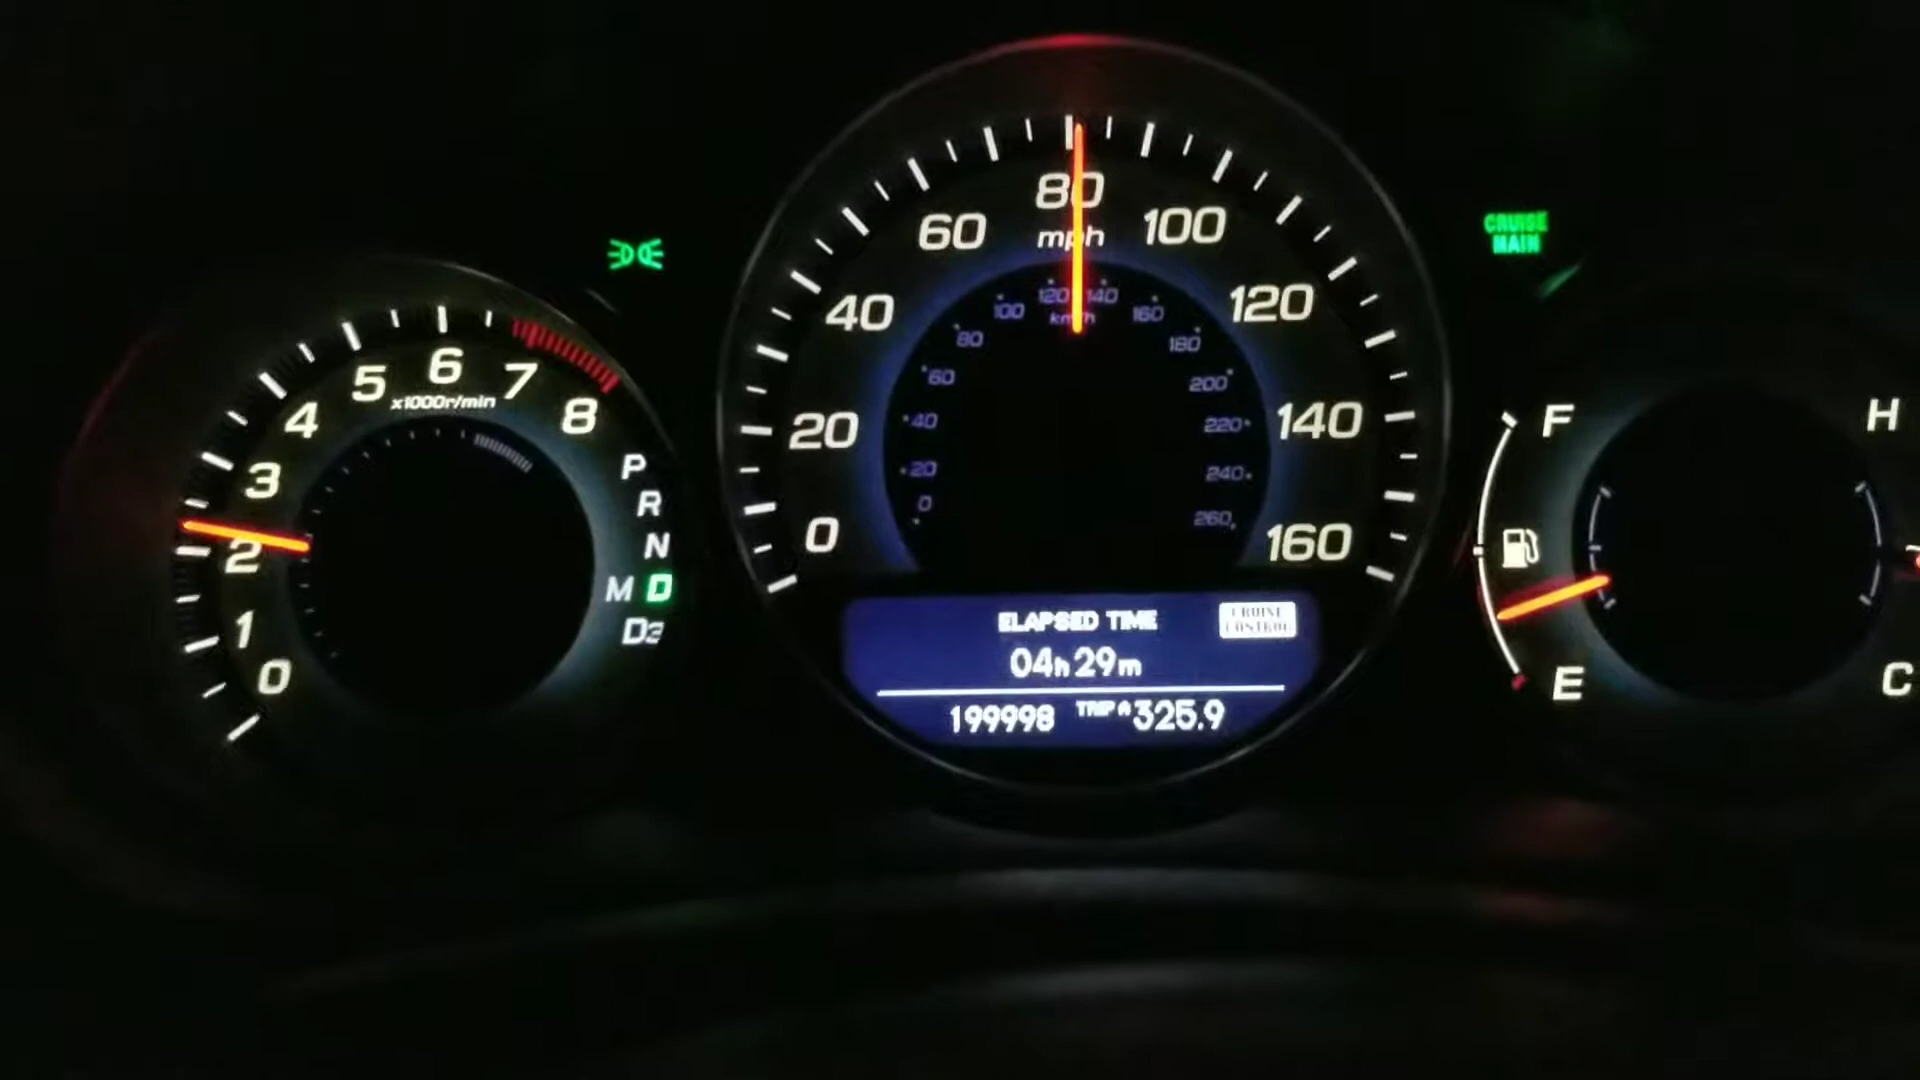 0
1
2
3
4
5
6
7
8
x1000r/min
P
R
N
M D
D3
0
20
40
60
80
100
120
140
160
mph
0
20
40
60
80
100
120
140
160
180
200
220
240
260
km/h
CRUISE
MAIN
ELAPSED TIME
CRUISE
CONTROL
04h29m
199998 TRIP A 325.9
F
E
H
C